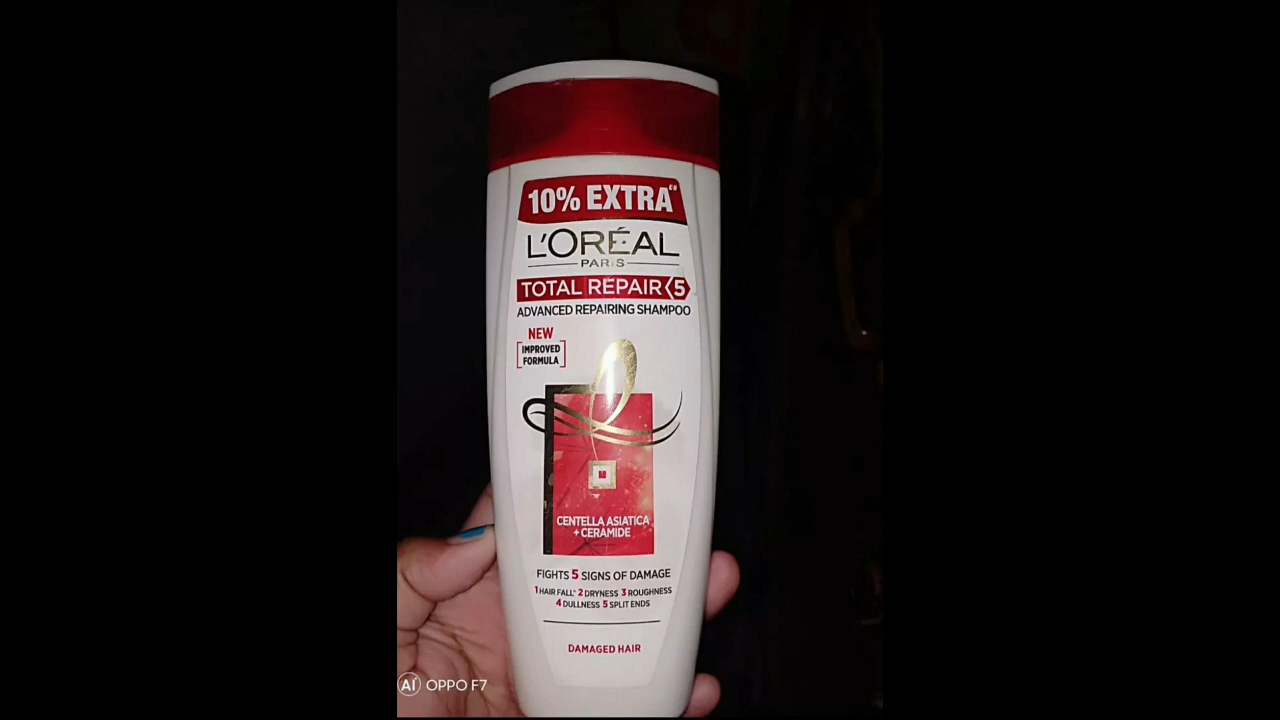 10% EXTRA
L'ORÉAL
PARIS
TOTAL REPAIR 5
ADVANCED REPAIRING SHAMPOO
NEW
IMPROVED
FORMULA
CENTELLA ASIATICA
+ CERAMIDE
FIGHTS 5 SIGNS OF DAMAGE
1 HAIR FALL* 2 DRYNESS 3 ROUGHNESS
4 DULLNESS 5 SPLIT ENDS
DAMAGED HAIR
AI OPPO F7